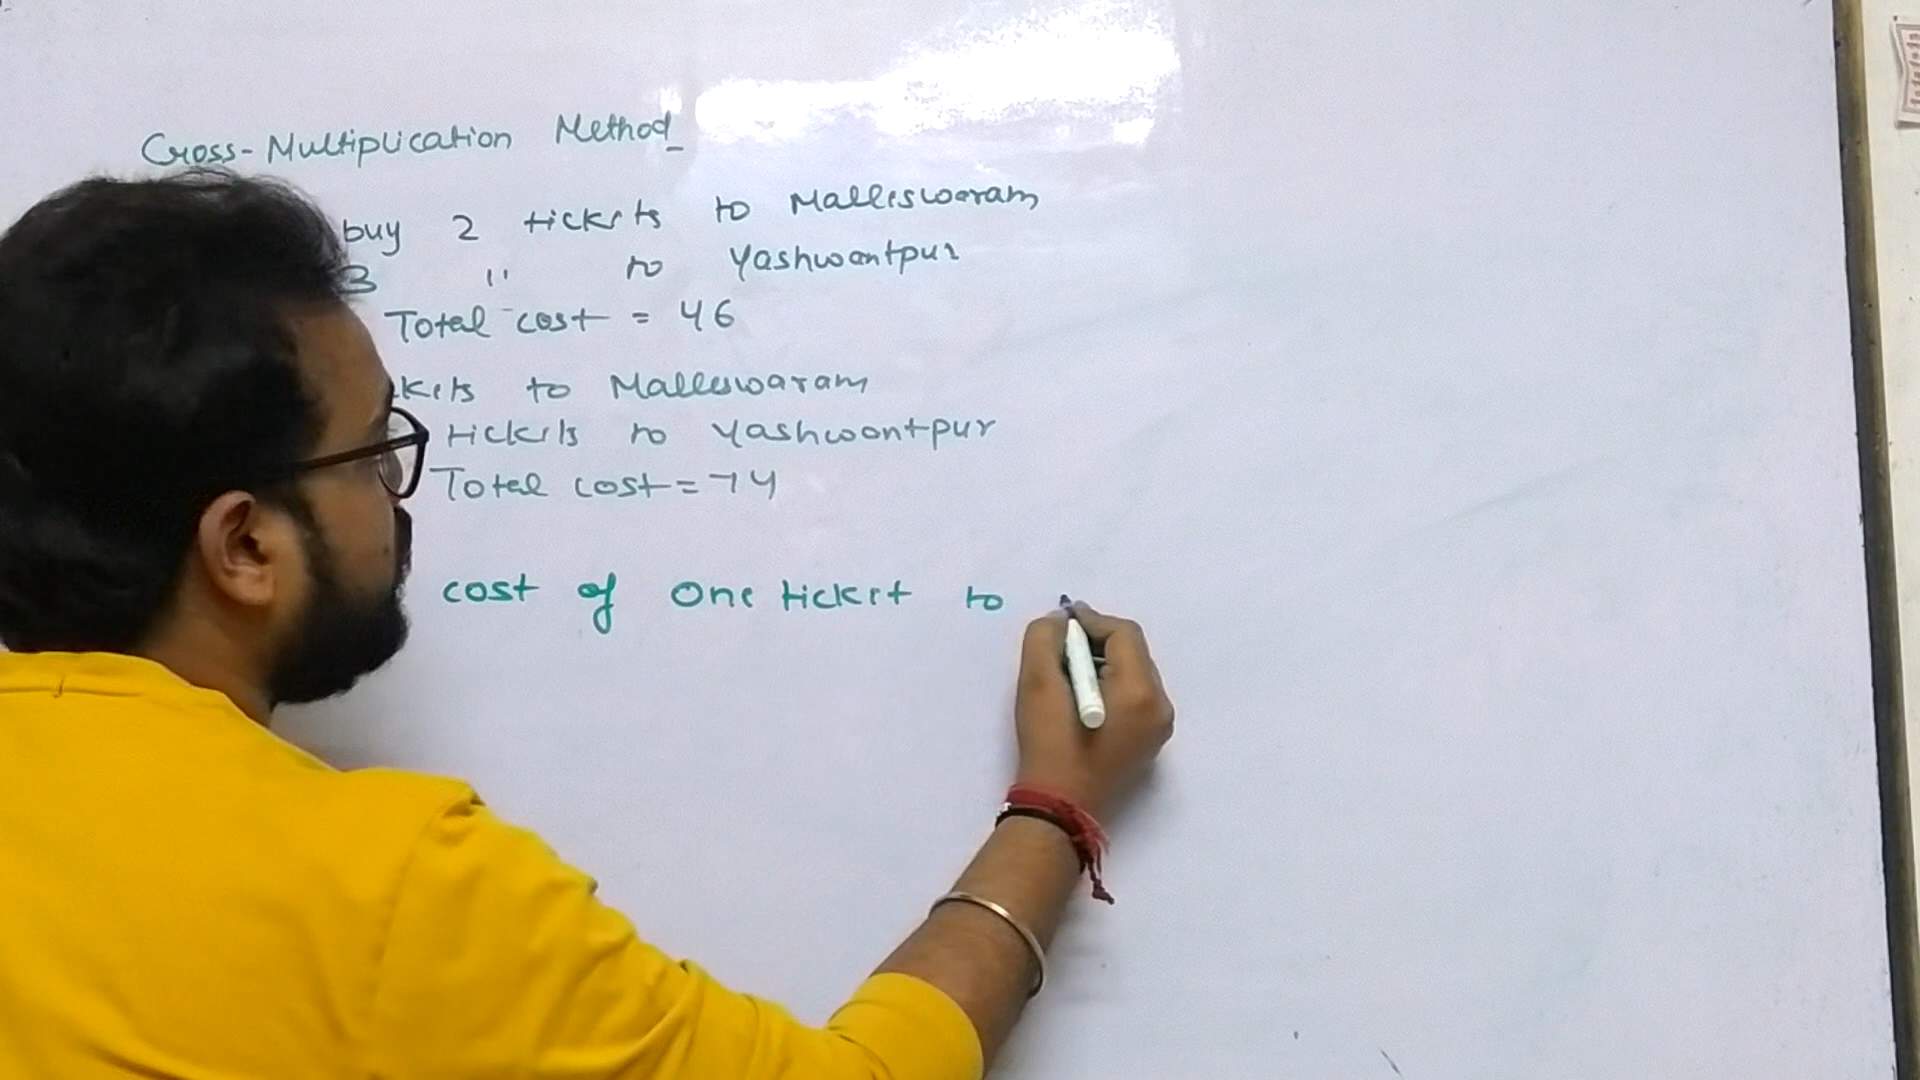 Cross-Multiplication Method
buy 2 tickets to Malleswaram
3 " to Yashwantpur
Total cost = 46
kets to Malleswaram
tickets to Yashwantpur
Total cost = 74
cost of one ticket to